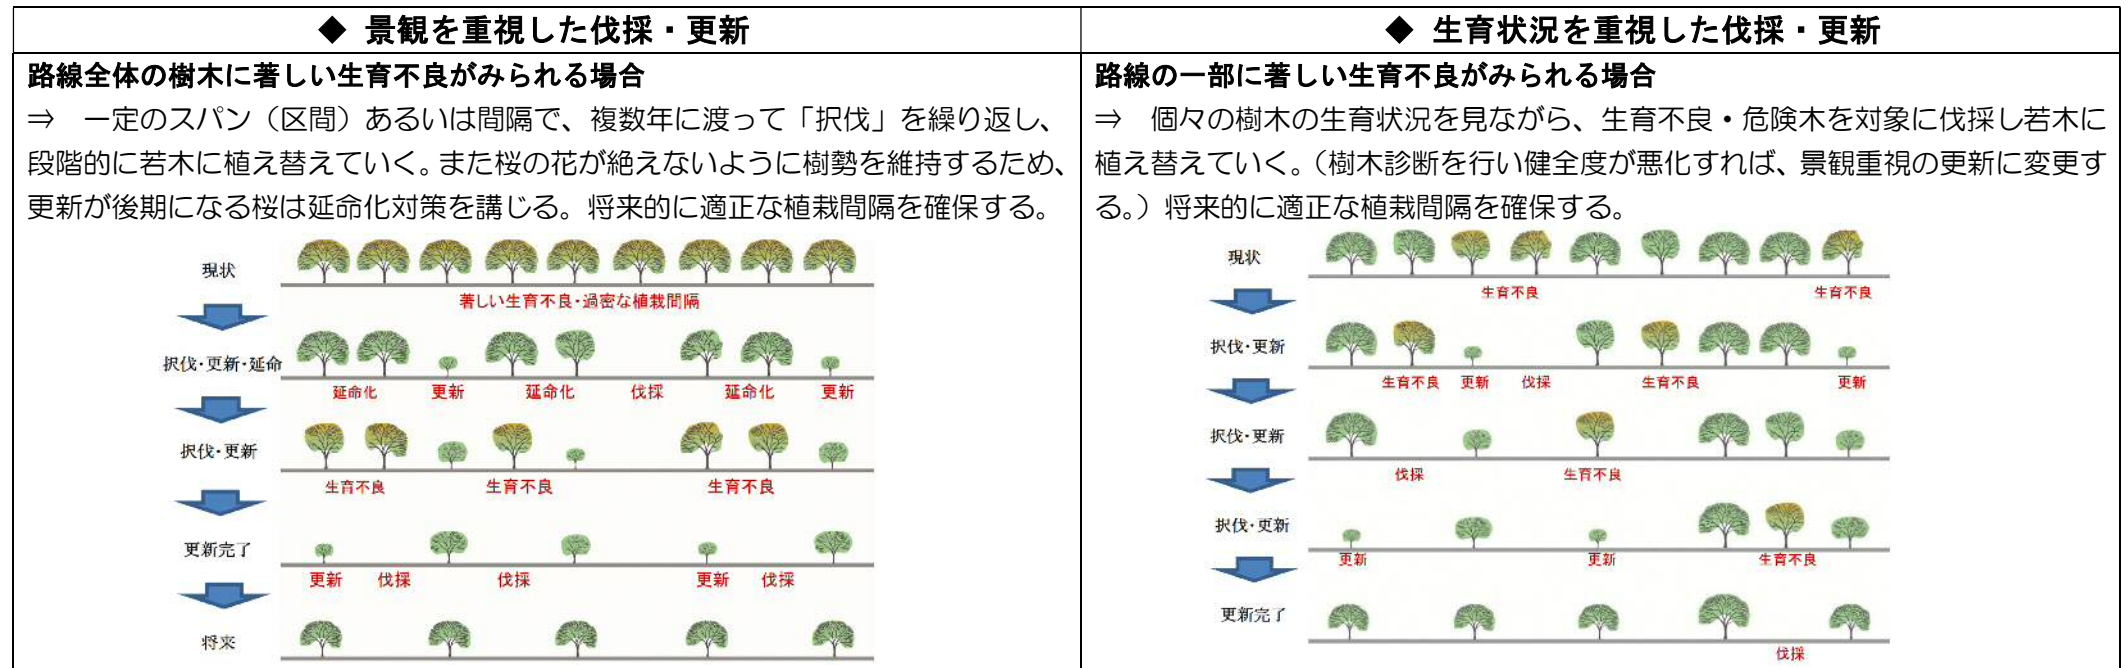 ◆ 景観を重視した伐採・更新
路線全体の樹木に著しい生育不良がみられる場合
⇒ 一定のスパン（区間）あるいは間隔で、複数年に渡って「択伐」を繰り返し、
段階的に若木に植え替えていく。また桜の花が絶えないように樹勢を維持するため、
更新が後期になる桜は延命化対策を講じる。将来的に適正な植栽間隔を確保する。
現状
著しい生育不良・過密な植栽間隔
択伐・更新・延命
延命化 更新 延命化 伐採 延命化 更新
択伐・更新
生育不良 生育不良 生育不良
更新完了
更新 伐採 伐採 更新 伐採
将来
◆ 生育状況を重視した伐採・更新
路線の一部に著しい生育不良がみられる場合
⇒ 個々の樹木の生育状況を見ながら、生育不良・危険木を対象に伐採し若木に
植え替えていく。（樹木診断を行い健全度が悪化すれば、景観重視の更新に変更す
る。）将来的に適正な植栽間隔を確保する。
現状
生育不良 生育不良
択伐・更新
生育不良 更新 伐採 生育不良 更新
択伐・更新
伐採 生育不良
択伐・更新
更新 更新 生育不良
更新完了
伐採